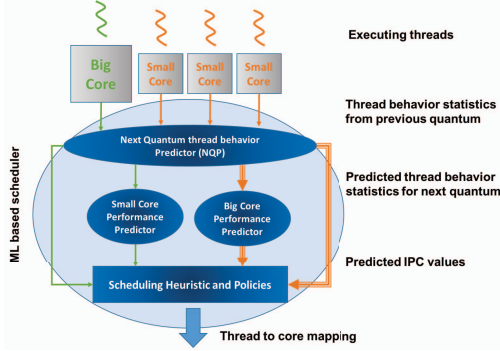 Executing threads
Big
Core
Small
Core
Small
Core
Small
Core
Thread behavior statistics
from previous quantum
Next Quantum thread behavior
Predictor (NQP)
Predicted thread behavior
statistics for next quantum
Small Core
Performance
Predictor
Big Core
Performance
Predictor
ML based scheduler
Predicted IPC values
Scheduling Heuristic and Policies
Thread to core mapping